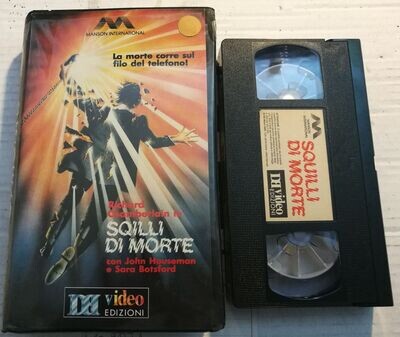 MANSON INTERNATIONAL
La morte corre sul
filo del telefono!
Richard
Chamberlain in
SQILLI
DI MORTE
con John Houseman
e Sara Botsford
video
EDIZIONI
SQUILLI
DI MORTE
video
EDIZIONI